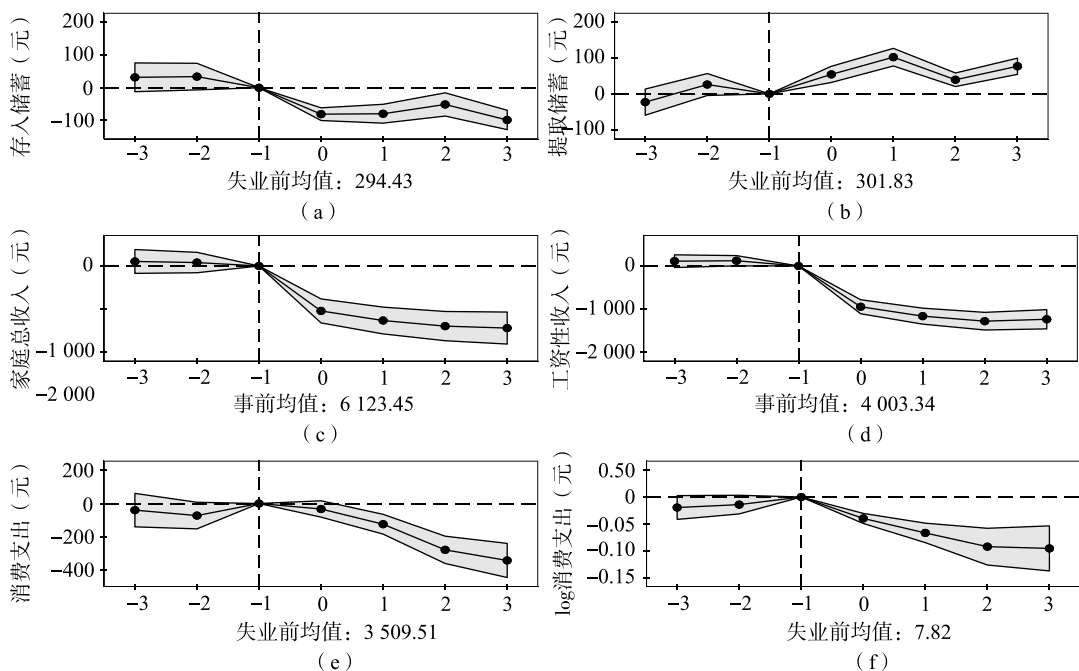 存入储蓄（元）
200
100
0
−100
−3 −2 −1 0 1 2 3
失业前均值：294.43
（a）
提取储蓄（元）
200
100
0
100
−3 −2 −1 0 1 2 3
失业前均值：301.83
（b）
家庭总收入（元）
0
−1 000
−2 000
−3 −2 −1 0 1 2 3
事前均值：6 123.45
（c）
工资性收入（元）
0
−1 000
−2 000
−3 −2 −1 0 1 2 3
事前均值：4 003.34
（d）
消费支出（元）
200
0
−200
−400
−3 −2 −1 0 1 2 3
失业前均值：3 509.51
（e）
log消费支出（元）
0.50
0
−0.05
−0.10
−0.15
−3 −2 −1 0 1 2 3
失业前均值：7.82
（f）